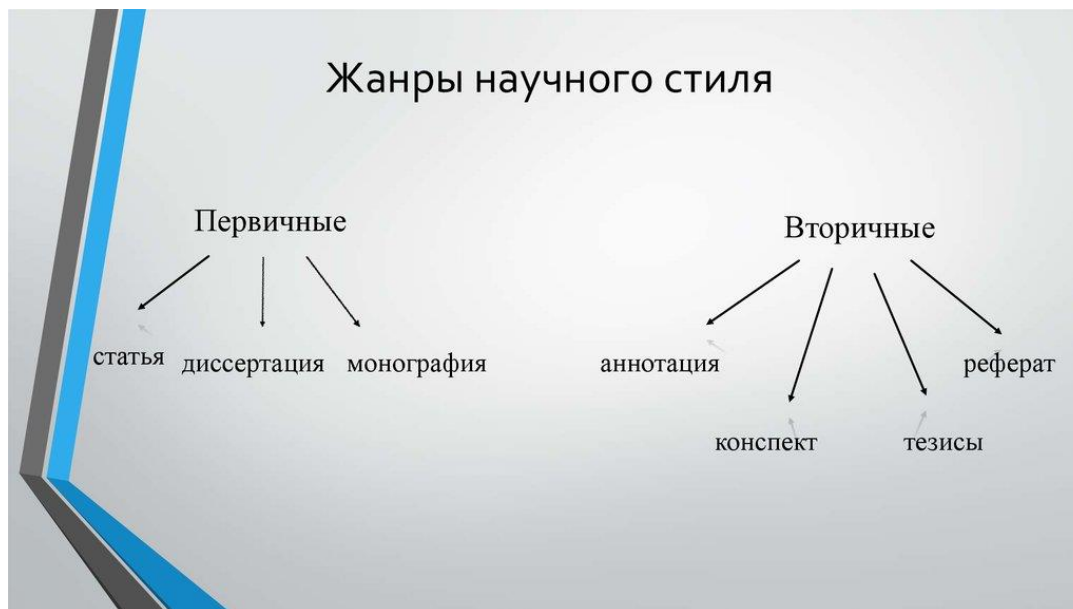 Жанры научного стиля
Первичные
статья
диссертация
монография
Вторичные
аннотация
реферат
конспект
тезисы